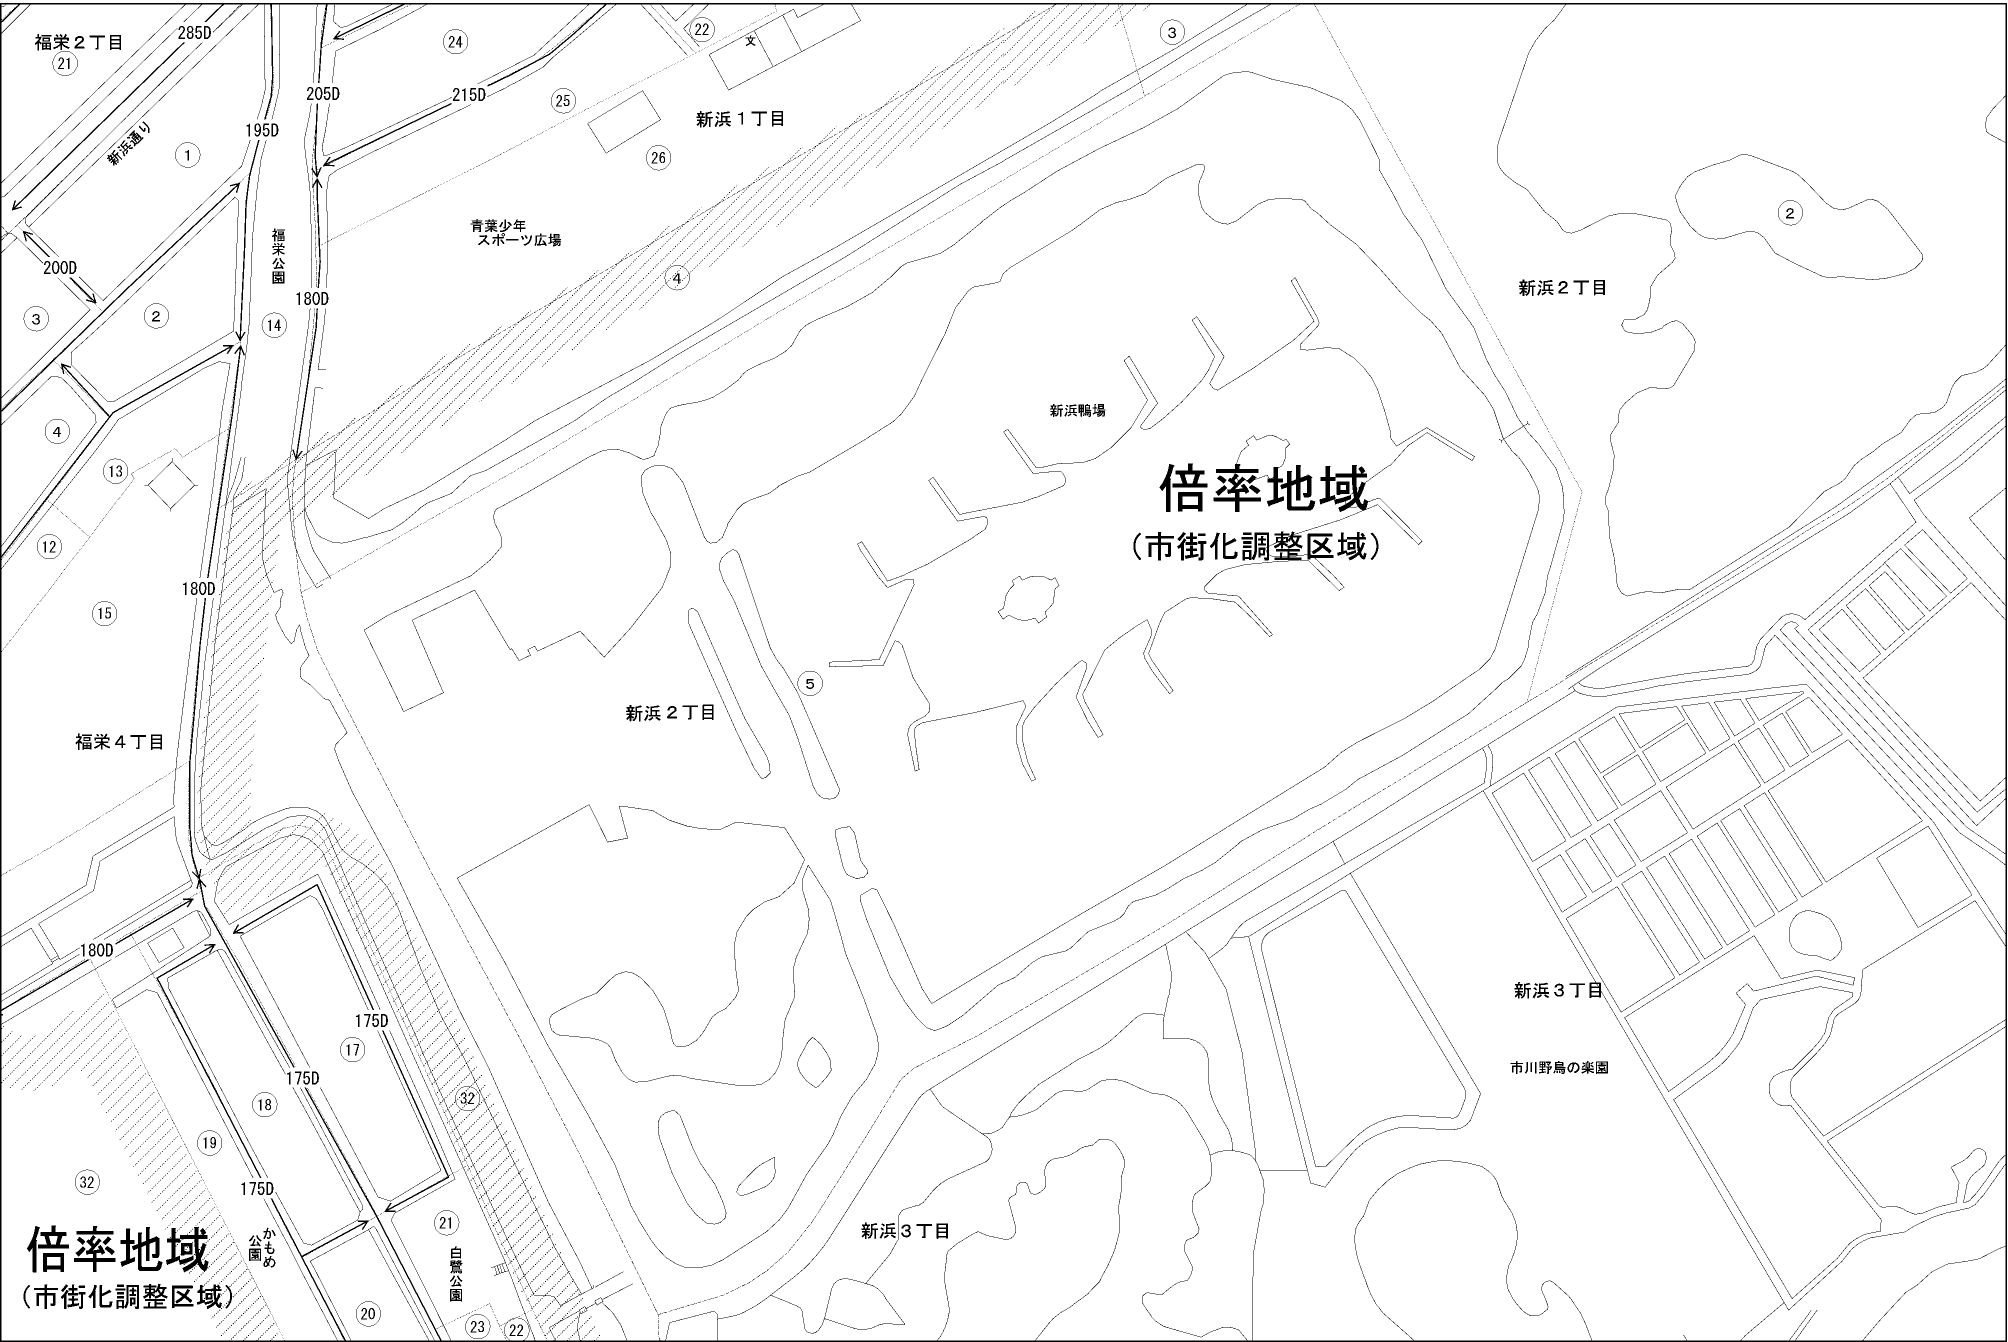 福栄２丁目
21
285D
24
22
文
3
205D
215D
195D
25
新浜１丁目
新浜通り
1
26
2
青葉少年
スポーツ広場
福栄公園
200D
4
新浜２丁目
180D
3
2
14
新浜鴨場
4
13
倍率地域
（市街化調整区域）
12
180D
15
5
新浜２丁目
福栄４丁目
180D
新浜３丁目
175D
17
市川野鳥の楽園
175D
18
32
19
32
175D
21
新浜３丁目
かもめ
公園
白鷺公園
倍率地域
（市街化調整区域）
20
23
22